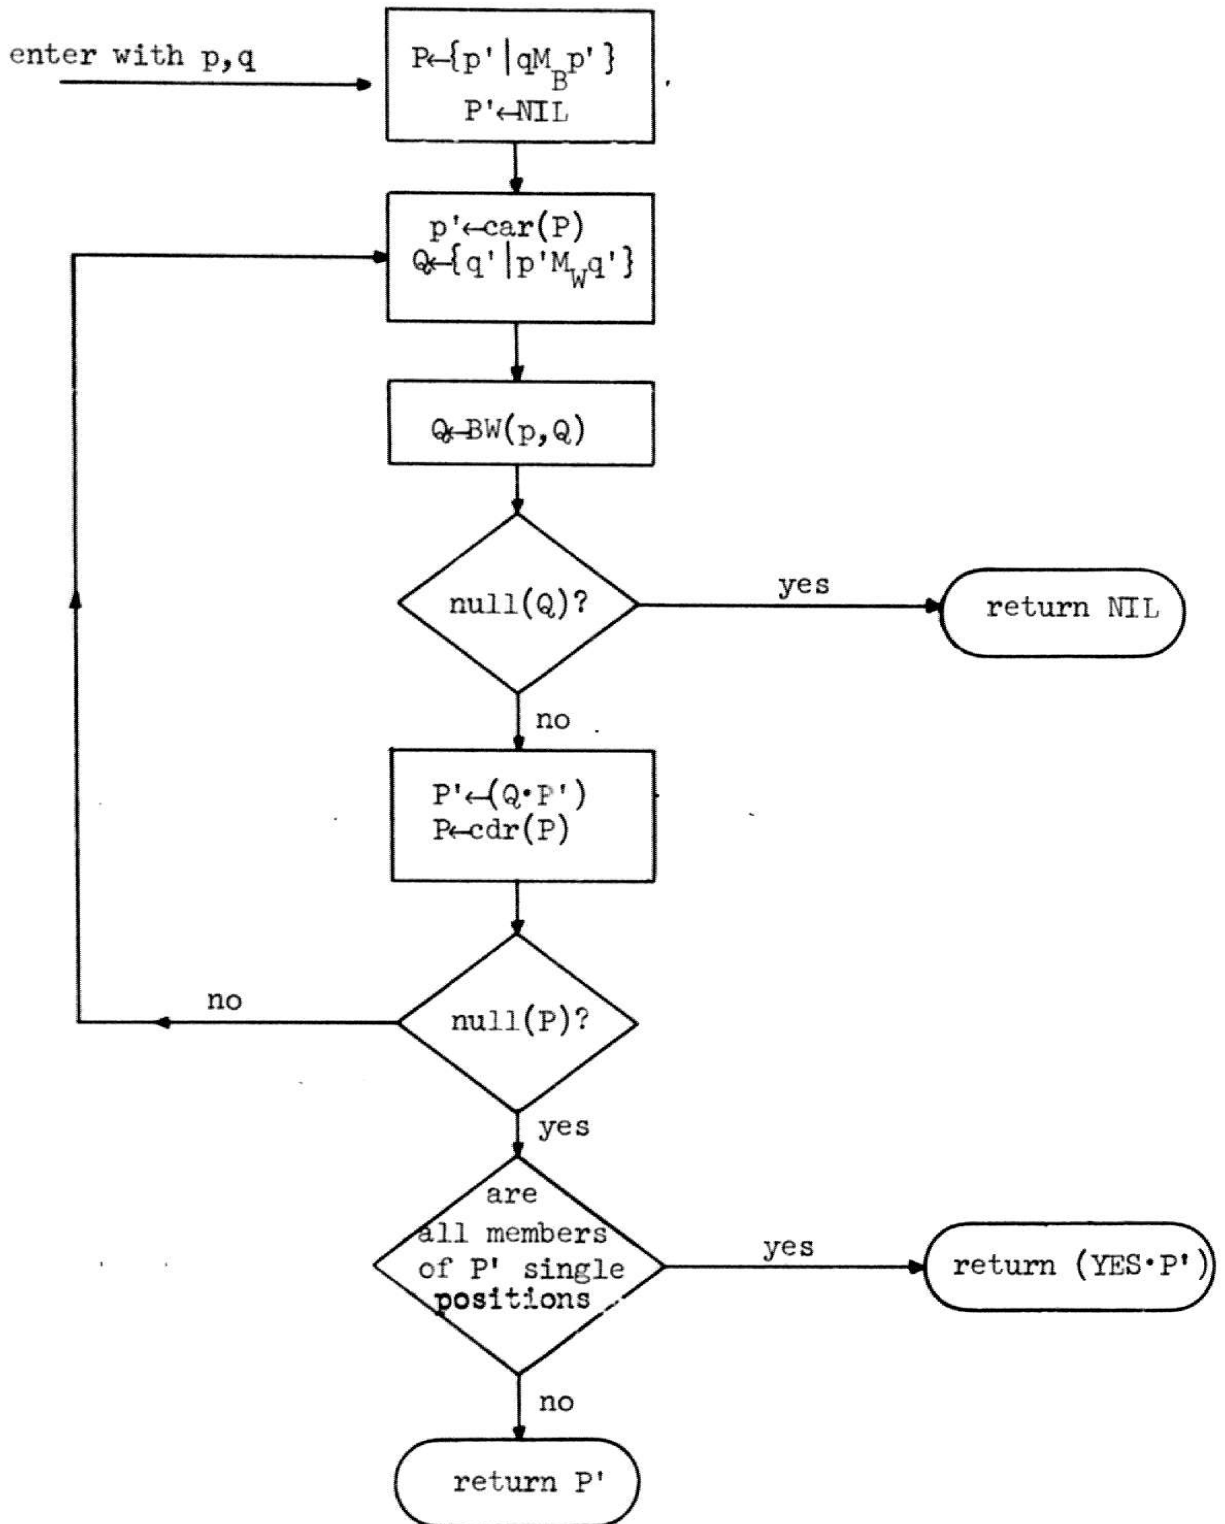 enter with p,q
P←{p'|qM_B p'}
P'←NIL
p'←car(P)
Q←{q'|p'M_W q'}
Q←BW(p,Q)
null(Q)?
yes
return NIL
no
P'←(Q·P')
P←cdr(P)
null(P)?
no
yes
are
all members
of P' single
positions
yes
return (YES·P')
no
return P'